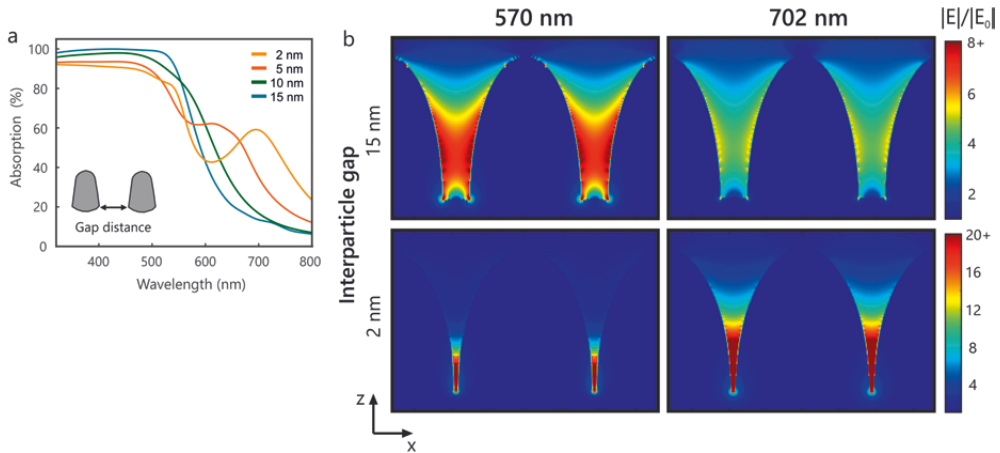 a
100
80
60
40
20
0
Absorption (%)
400 500 600 700 800
Wavelength (nm)
2 nm
5 nm
10 nm
15 nm
Gap distance
b
570 nm
702 nm
|E|/|E₀|
Interparticle gap
15 nm
2 nm
8+
6
4
2
20+
16
12
8
4
z
x